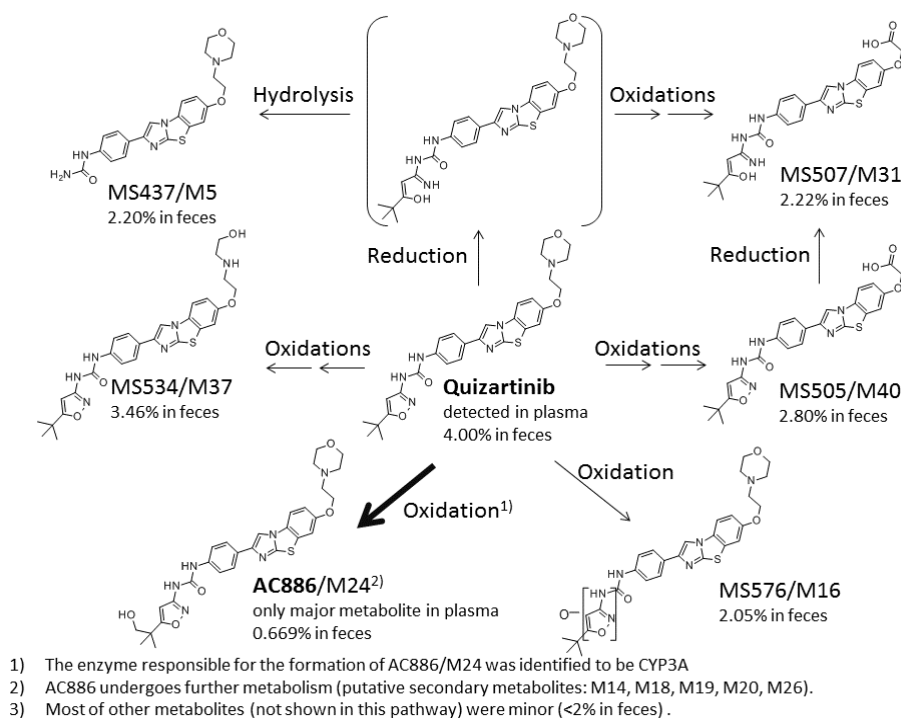 Hydrolysis
Oxidations
MS437/M5
2.20% in feces
MS507/M31
2.22% in feces
Reduction
Reduction
Oxidations
Oxidations
MS534/M37
3.46% in feces
Quizartinib
detected in plasma
4.00% in feces
MS505/M40
2.80% in feces
Oxidation1)
Oxidation
AC886/M242)
only major metabolite in plasma
0.669% in feces
MS576/M16
2.05% in feces
1) The enzyme responsible for the formation of AC886/M24 was identified to be CYP3A
2) AC886 undergoes further metabolism (putative secondary metabolites: M14, M18, M19, M20, M26).
3) Most of other metabolites (not shown in this pathway) were minor (<2% in feces) .